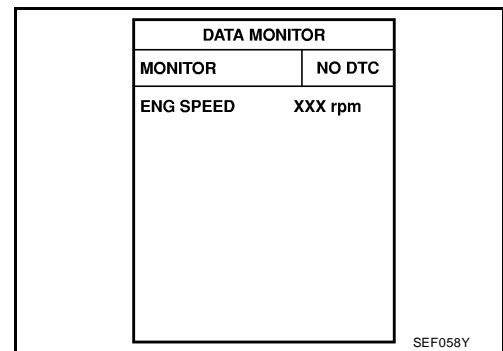 DATA MONITOR
MONITOR NO DTC
ENG SPEED XXX rpm
SEF058Y